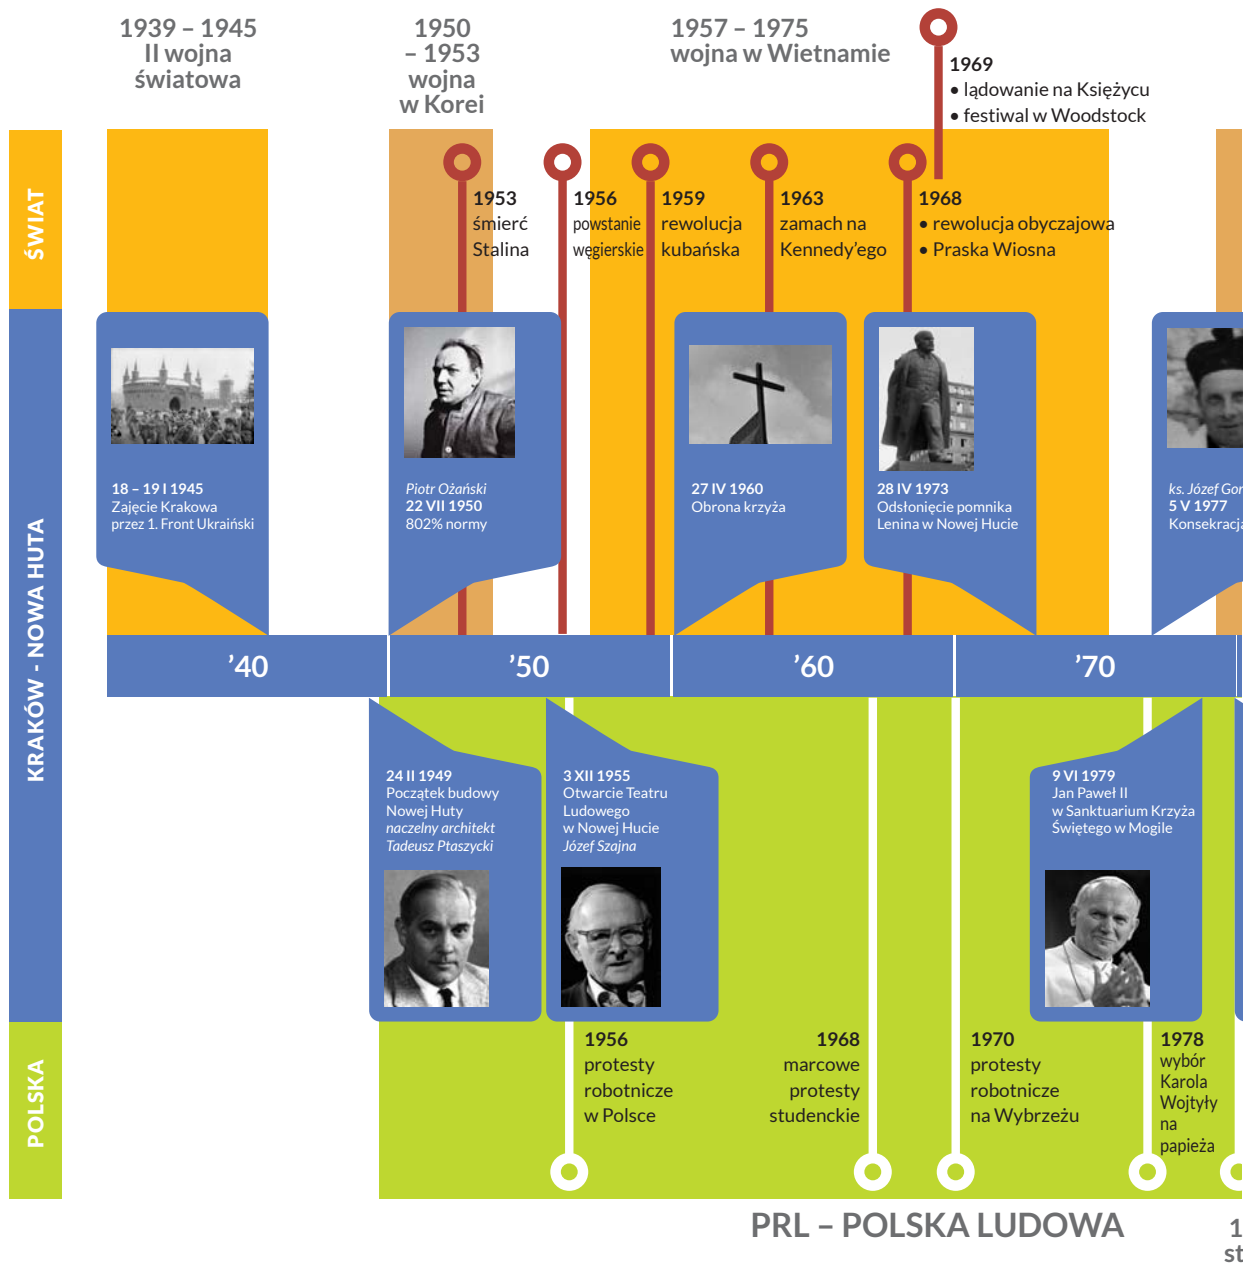 1939 – 1945
II wojna
światowa
1950
– 1953
wojna
w Korei
1957 – 1975
wojna w Wietnamie
1969
• lądowanie na Księżycu
• festiwal w Woodstock
ŚWIAT
1953
śmierć
Stalina
1956
powstanie
węgierskie
1959
rewolucja
kubańska
1963
zamach na
Kennedy’ego
1968
• rewolucja obyczajowa
• Praska Wiosna
KRAKÓW - NOWA HUTA
18 – 19 I 1945
Zajęcie Krakowa
przez 1. Front Ukraiński
Piotr Ożański
22 VII 1950
802% normy
27 IV 1960
Obrona krzyża
28 IV 1973
Odsłonięcie pomnika
Lenina w Nowej Hucie
ks. Józef Gor
5 V 1977
Konsekracja
’40
’50
’60
’70
24 II 1949
Początek budowy
Nowej Huty
naczelny architekt
Tadeusz Ptaszycki
3 XII 1955
Otwarcie Teatru
Ludowego
w Nowej Hucie
Józef Szajna
9 VI 1979
Jan Paweł II
w Sanktuarium Krzyża
Świętego w Mogile
POLSKA
1956
protesty
robotnicze
w Polsce
1968
marcowe
protesty
studenckie
1970
protesty
robotnicze
na Wybrzeżu
1978
wybór
Karola
Wojtyły
na
papieża
PRL – POLSKA LUDOWA
1
st